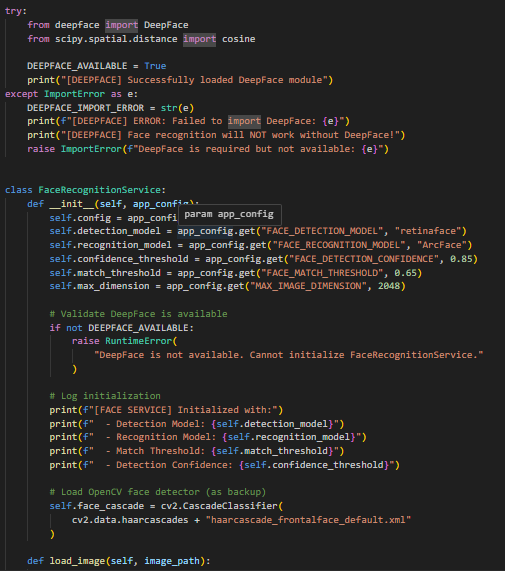 try:
    from deepface import DeepFace
    from scipy.spatial.distance import cosine

    DEEPFACE_AVAILABLE = True
    print("[DEEPFACE] Successfully loaded DeepFace module")
except ImportError as e:
    DEEPFACE_IMPORT_ERROR = str(e)
    print(f"[DEEPFACE] ERROR: Failed to import DeepFace: {e}")
    print("[DEEPFACE] Face recognition will NOT work without DeepFace!")
    raise ImportError(f"DeepFace is required but not available: {e}")


class FaceRecognitionService:
    def __init__(self, app_config):
param app_config
        self.config = app_confi
        self.detection_model = app_config.get("FACE_DETECTION_MODEL", "retinaface")
        self.recognition_model = app_config.get("FACE_RECOGNITION_MODEL", "ArcFace")
        self.confidence_threshold = app_config.get("FACE_DETECTION_CONFIDENCE", 0.85)
        self.match_threshold = app_config.get("FACE_MATCH_THRESHOLD", 0.65)
        self.max_dimension = app_config.get("MAX_IMAGE_DIMENSION", 2048)

        # Validate DeepFace is available
        if not DEEPFACE_AVAILABLE:
            raise RuntimeError(
                "DeepFace is not available. Cannot initialize FaceRecognitionService."
            )

        # Log initialization
        print(f"[FACE SERVICE] Initialized with:")
        print(f"  - Detection Model: {self.detection_model}")
        print(f"  - Recognition Model: {self.recognition_model}")
        print(f"  - Match Threshold: {self.match_threshold}")
        print(f"  - Detection Confidence: {self.confidence_threshold}")

        # Load OpenCV face detector (as backup)
        self.face_cascade = cv2.CascadeClassifier(
            cv2.data.haarcascades + "haarcascade_frontalface_default.xml"
        )

    def load_image(self, image_path):